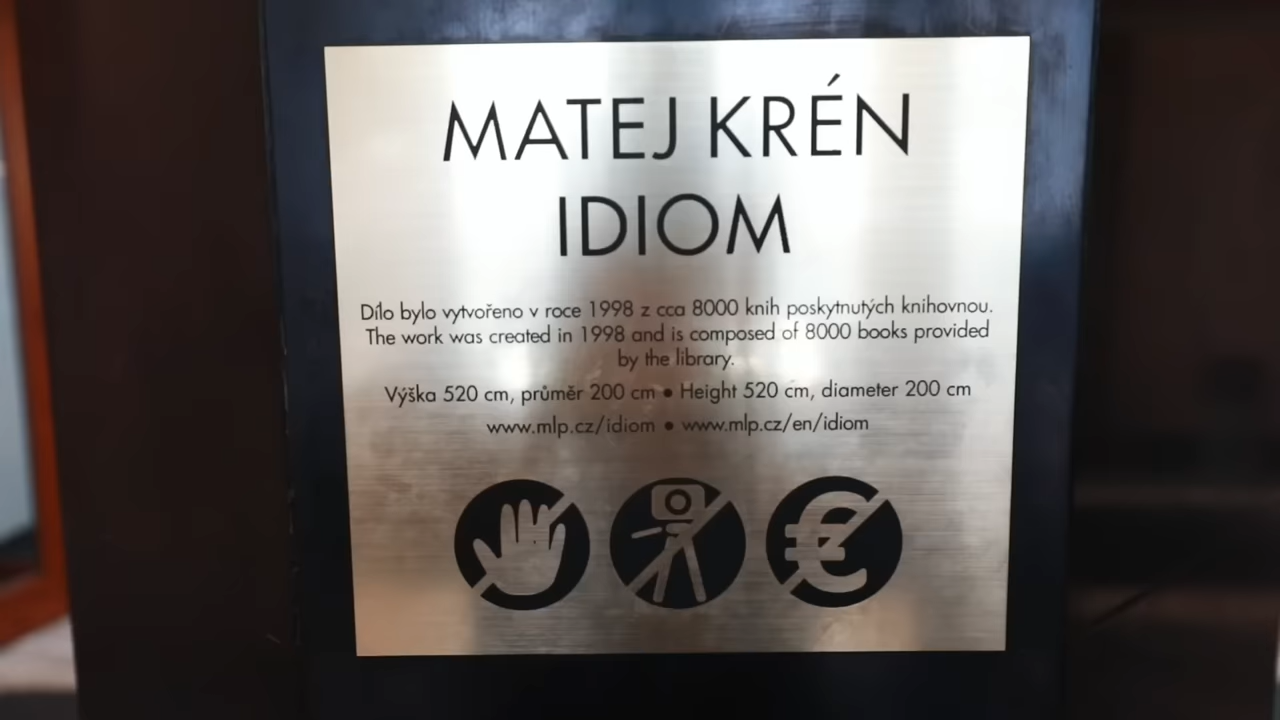 MATEJ KRÉN
IDIOM
Dílo bylo vytvořeno v roce 1998 z cca 8000 knih poskytnutých knihovnou.
The work was created in 1998 and is composed of 8000 books provided
by the library.
Výška 520 cm, průměr 200 cm • Height 520 cm, diameter 200 cm
www.mlp.cz/idiom • www.mlp.cz/en/idiom
€